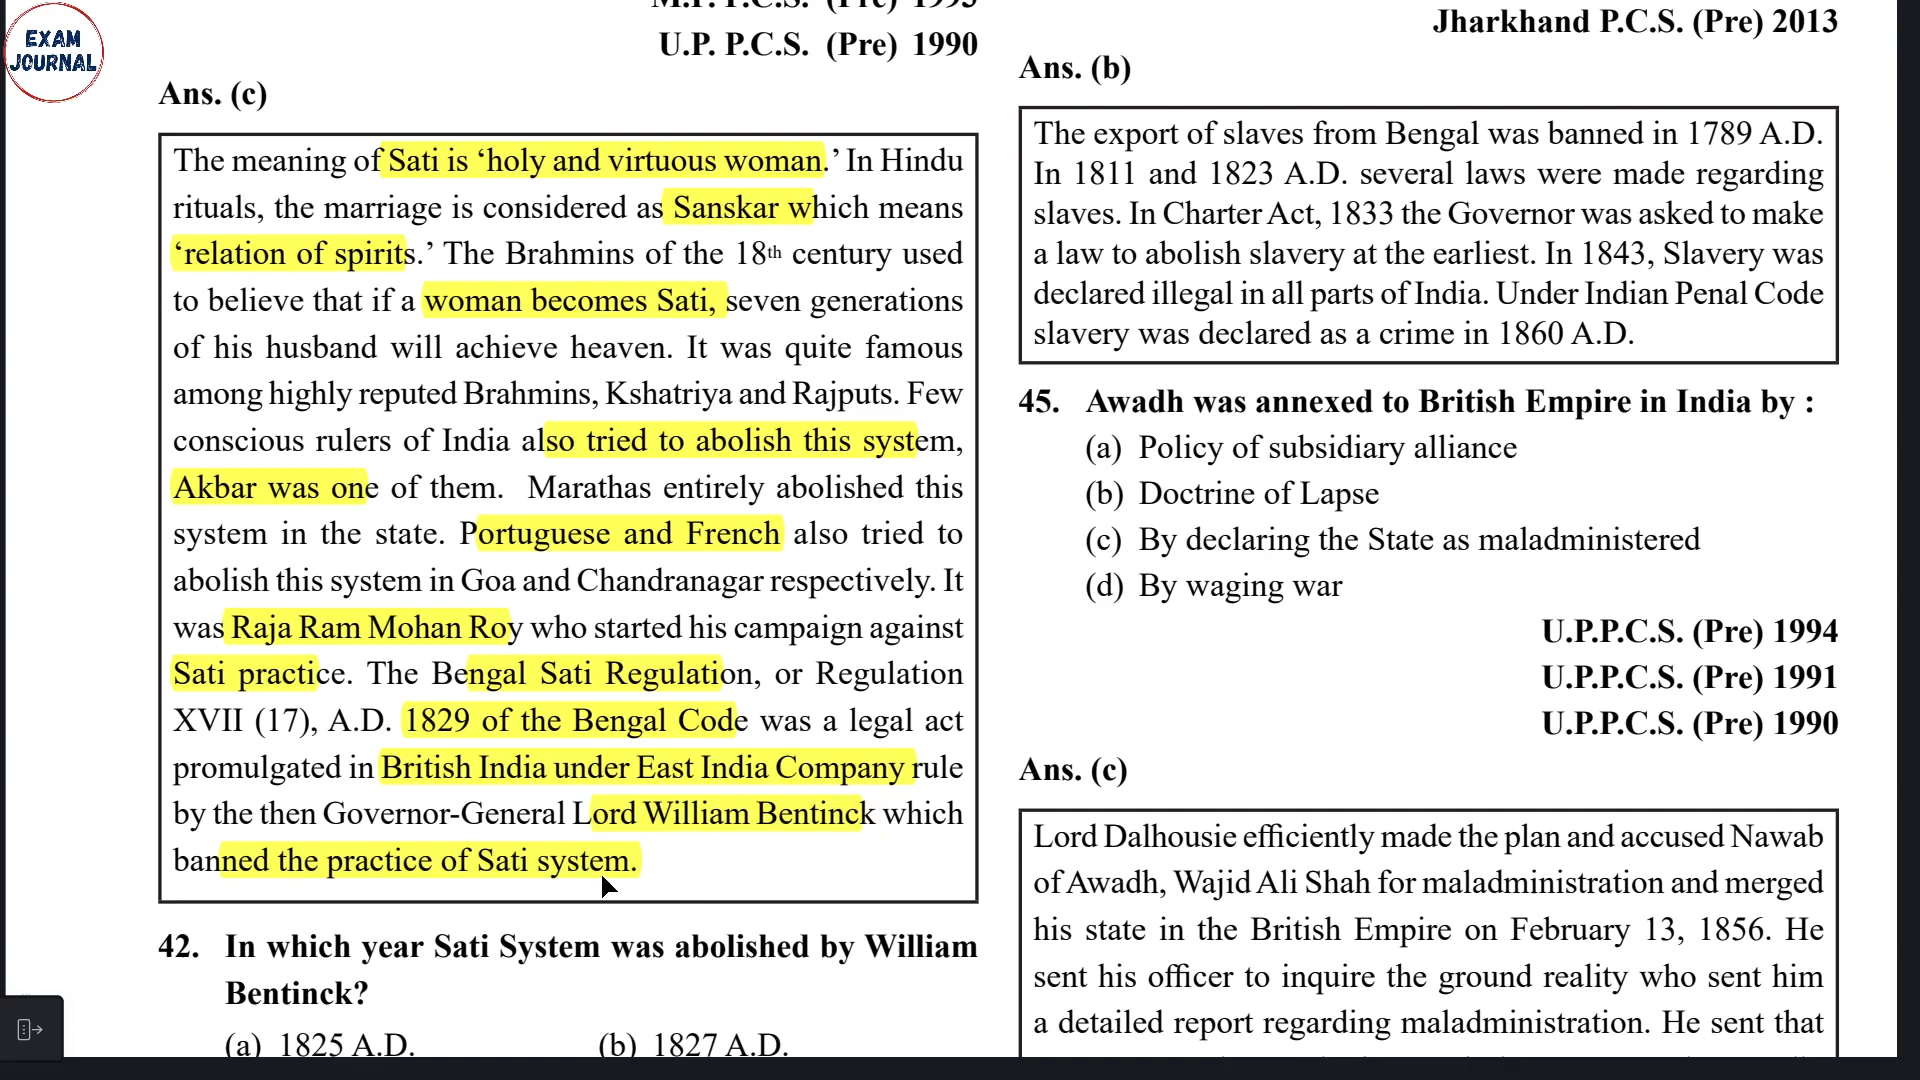 EXAM
JOURNAL
M.P. P.C.S. (Pre) 1993
U.P. P.C.S. (Pre) 1990
Ans. (c)
The meaning of Sati is ‘holy and virtuous woman.’ In Hindu
rituals, the marriage is considered as Sanskar which means
‘relation of spirits.’ The Brahmins of the 18th century used
to believe that if a woman becomes Sati, seven generations
of his husband will achieve heaven. It was quite famous
among highly reputed Brahmins, Kshatriya and Rajputs. Few
conscious rulers of India also tried to abolish this system,
Akbar was one of them. Marathas entirely abolished this
system in the state. Portuguese and French also tried to
abolish this system in Goa and Chandranagar respectively. It
was Raja Ram Mohan Roy who started his campaign against
Sati practice. The Bengal Sati Regulation, or Regulation
XVII (17), A.D. 1829 of the Bengal Code was a legal act
promulgated in British India under East India Company rule
by the then Governor-General Lord William Bentinck which
banned the practice of Sati system.
42. In which year Sati System was abolished by William
Bentinck?
(a) 1825 A.D. (b) 1827 A.D.
Jharkhand P.C.S. (Pre) 2013
Ans. (b)
The export of slaves from Bengal was banned in 1789 A.D.
In 1811 and 1823 A.D. several laws were made regarding
slaves. In Charter Act, 1833 the Governor was asked to make
a law to abolish slavery at the earliest. In 1843, Slavery was
declared illegal in all parts of India. Under Indian Penal Code
slavery was declared as a crime in 1860 A.D.
45. Awadh was annexed to British Empire in India by :
(a) Policy of subsidiary alliance
(b) Doctrine of Lapse
(c) By declaring the State as maladministered
(d) By waging war
U.P.P.C.S. (Pre) 1994
U.P.P.C.S. (Pre) 1991
U.P.P.C.S. (Pre) 1990
Ans. (c)
Lord Dalhousie efficiently made the plan and accused Nawab
of Awadh, Wajid Ali Shah for maladministration and merged
his state in the British Empire on February 13, 1856. He
sent his officer to inquire the ground reality who sent him
a detailed report regarding maladministration. He sent that